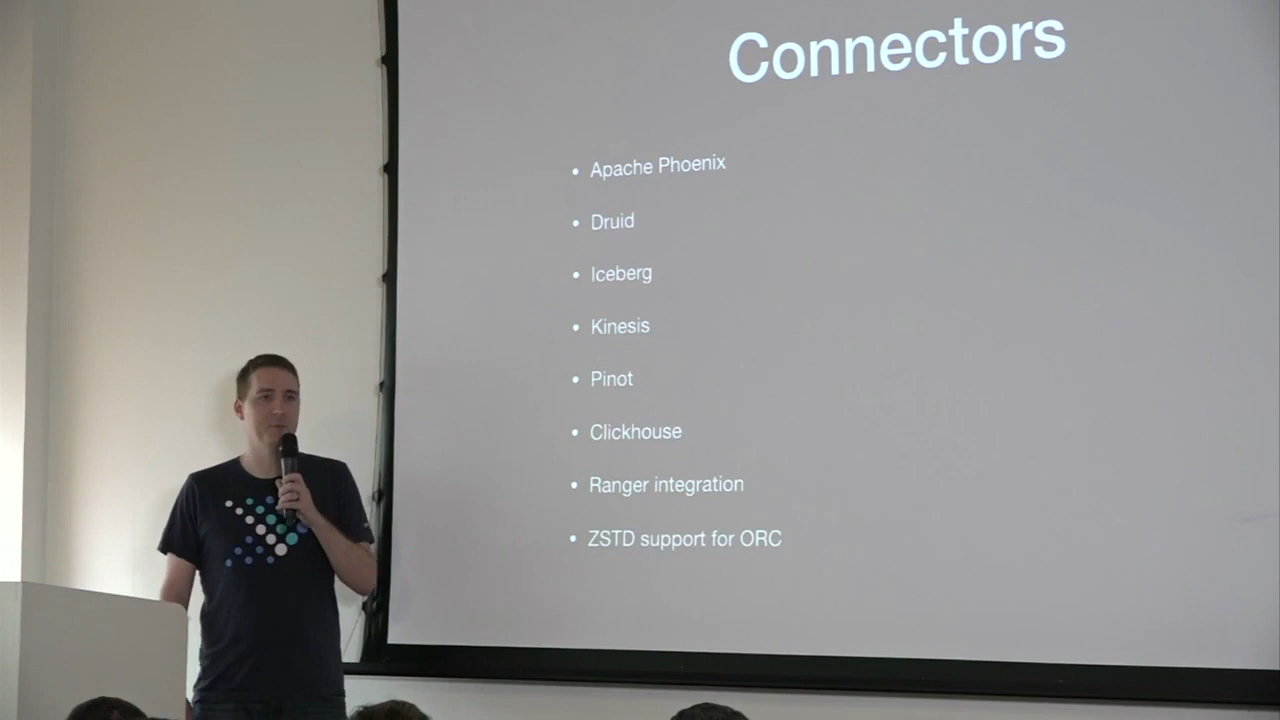 Connectors
• Apache Phoenix
• Druid
• Iceberg
• Kinesis
• Pinot
• Clickhouse
• Ranger integration
• ZSTD support for ORC